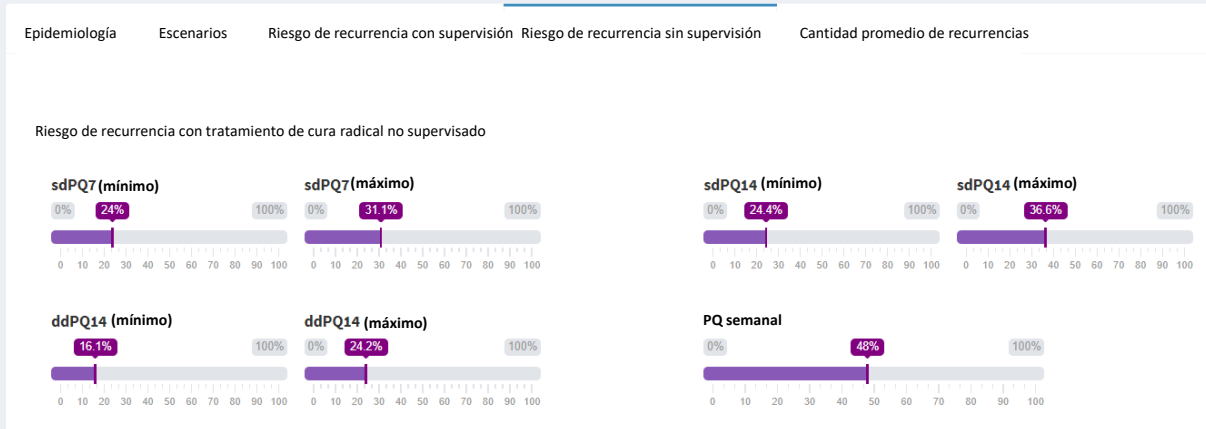 Epidemiología Escenarios Riesgo de recurrencia con supervisión Riesgo de recurrencia sin supervisión Cantidad promedio de recurrencias
Riesgo de recurrencia con tratamiento de cura radical no supervisado
sdPQ7 (mínimo) sdPQ7 (máximo) sdPQ14 (mínimo) sdPQ14 (máximo)
0% 24% 100% 0% 31.1% 100% 0% 24.4% 100% 0% 36.6% 100%
0 10 20 30 40 50 60 70 80 90 100 0 10 20 30 40 50 60 70 80 90 100 0 10 20 30 40 50 60 70 80 90 100 0 10 20 30 40 50 60 70 80 90 100
ddPQ14 (mínimo) ddPQ14 (máximo) PQ semanal
16.1% 100% 0% 24.2% 100% 0% 48% 100%
0 10 20 30 40 50 60 70 80 90 100 0 10 20 30 40 50 60 70 80 90 100 0 10 20 30 40 50 60 70 80 90 100